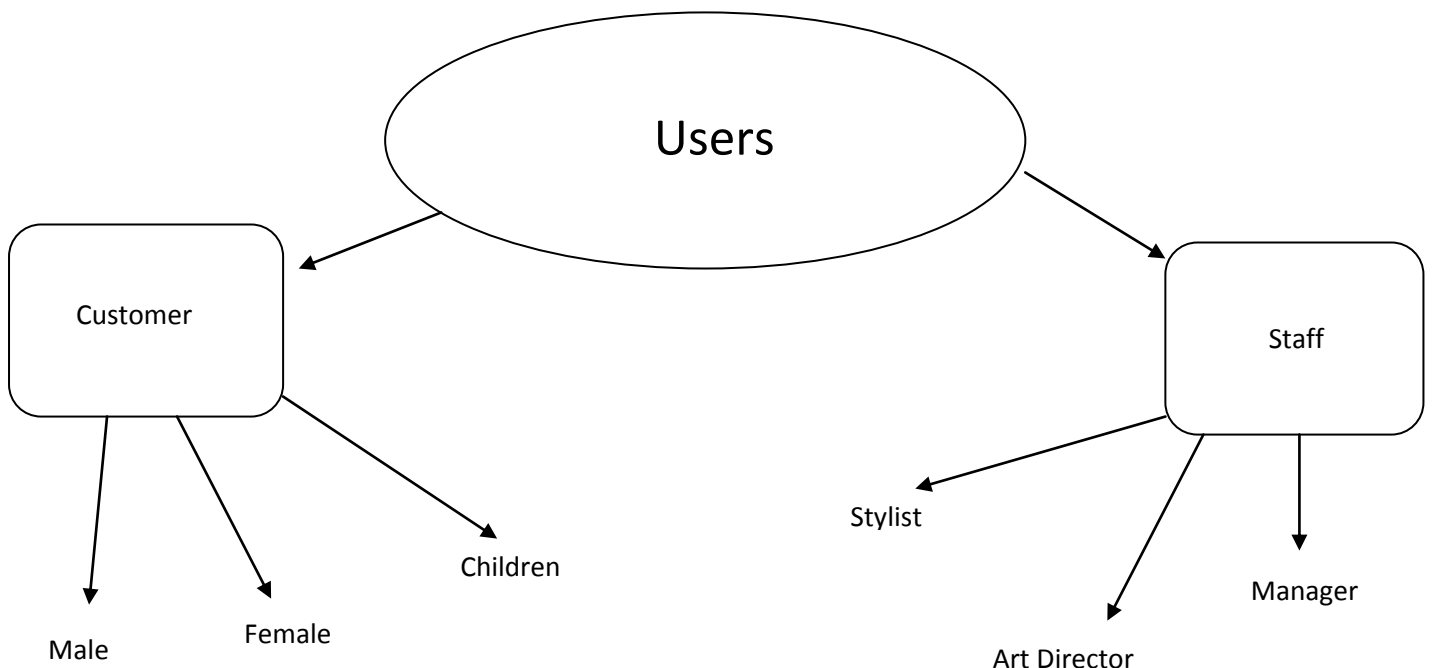 Users
Customer
Staff
Stylist
Children
Manager
Female
Male
Art Director